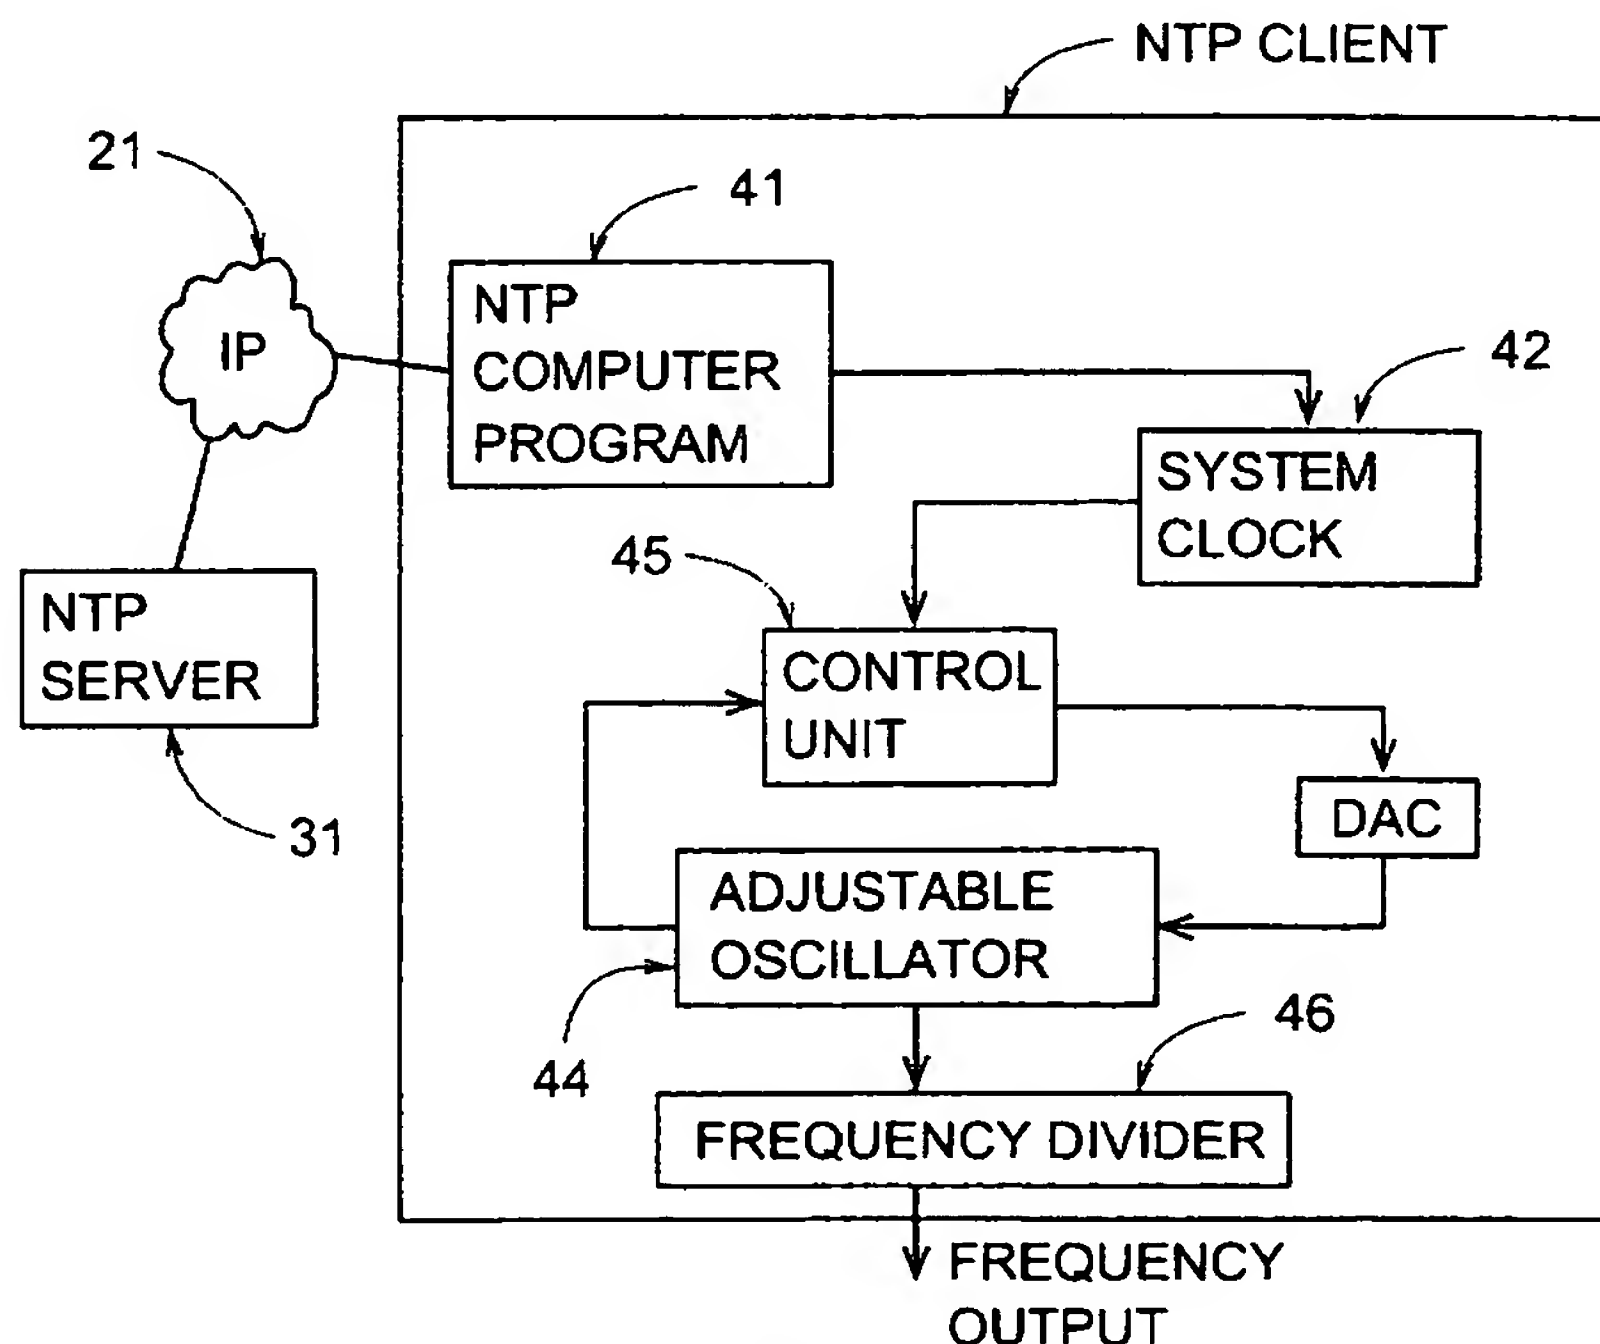 NTP CLIENT
21
41
NTP
COMPUTER
PROGRAM
IP
42
SYSTEM
CLOCK
45
NTP
SERVER
CONTROL
UNIT
31
DAC
ADJUSTABLE
OSCILLATOR
44
46
FREQUENCY DIVIDER
FREQUENCY
OUTPUT